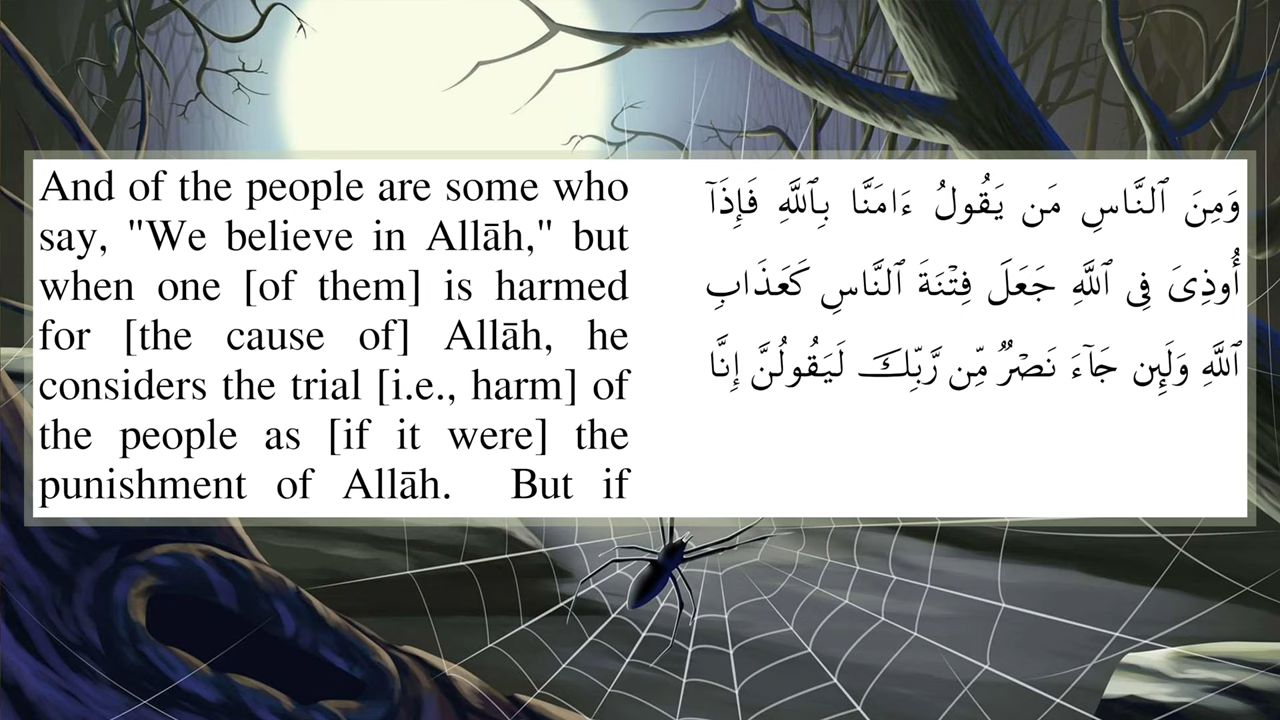 And of the people are some who
say, "We believe in Allāh," but
when one [of them] is harmed
for [the cause of] Allāh, he
considers the trial [i.e., harm] of
the people as [if it were] the
punishment of Allāh. But if
وَمِنَ ٱلنَّاسِ مَن يَقُولُ ءَامَنَّا بِٱللَّهِ فَإِذَآ
أُوذِىَ فِى ٱللَّهِ جَعَلَ فِتْنَةَ ٱلنَّاسِ كَعَذَابِ
ٱللَّهِ وَلَئِن جَآءَ نَصْرٌ مِّن رَّبِّكَ لَيَقُولُنَّ إِنَّا